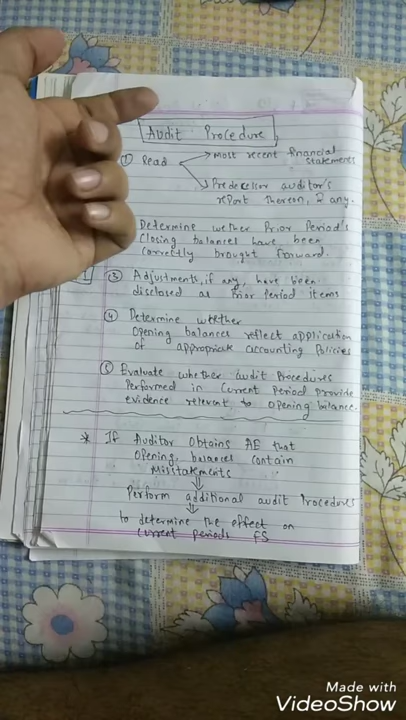 Audit Procedure
① Read → Most recent financial statements
→ Predecessor auditor's
report thereon, if any.
Determine wether Prior Period's
closing balances have been
correctly brought forward.
③ Adjustments, if any, have been
disclosed as Prior Period items
④ Determine whether
Opening balances reflect application
of appropriate accounting Policies
⑤ Evaluate whether audit Procedures
Performed in Current Period Provide
evidence relevant to opening balance.
* If Auditor Obtains AE that
Opening balances contain
Misstatements
⇓
Perform additional audit Procedures
⇓
to determine the effect on
Current periods FS
Made with
VideoShow